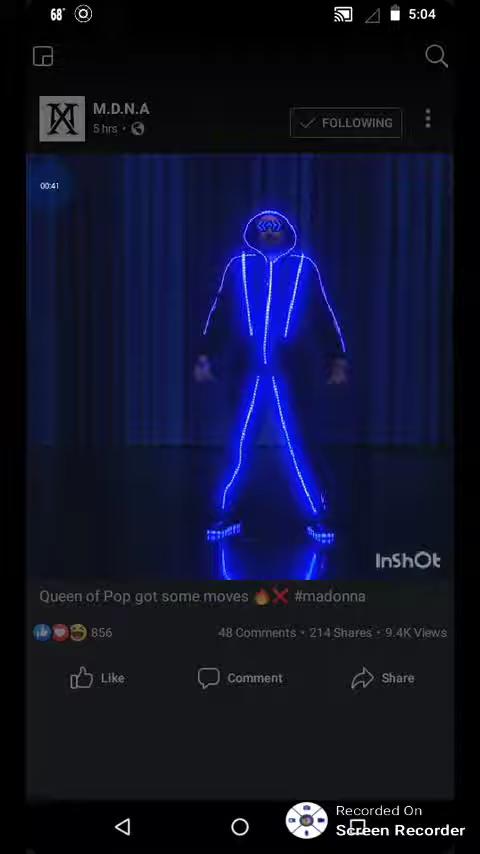 68° 5:04
M.D.N.A
5 hrs
FOLLOWING
00:41
InShOt
Queen of Pop got some moves 🔥❌ #madonna
856 48 Comments • 214 Shares • 9.4K Views
Like Comment Share
Recorded On
Screen Recorder